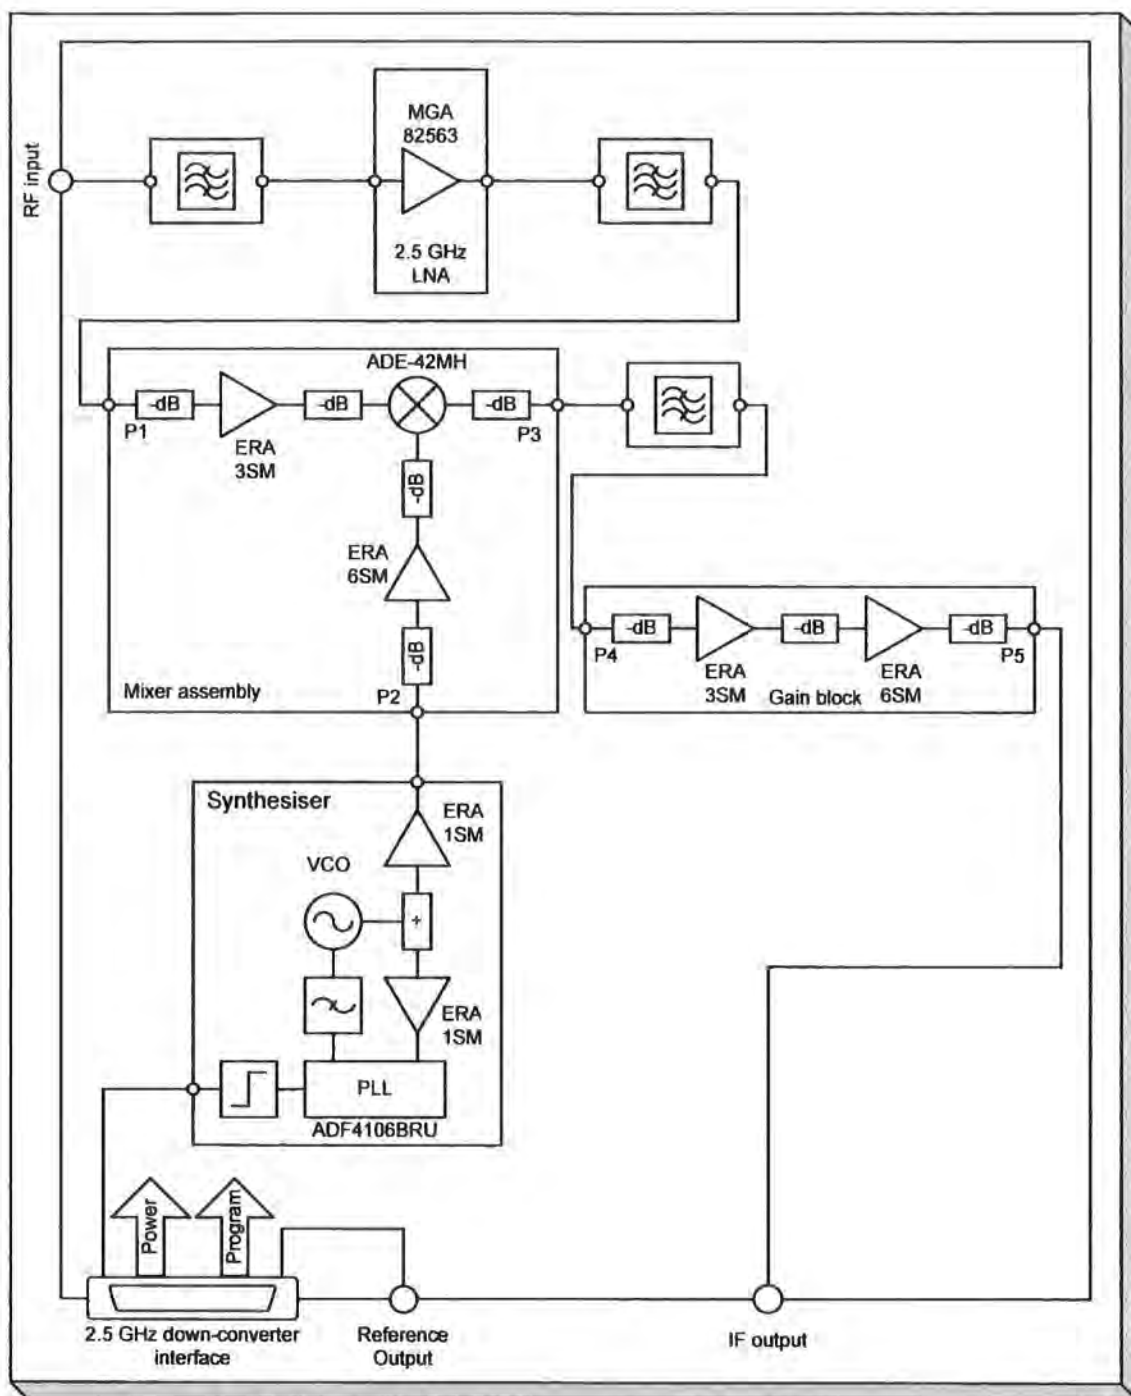 RF input
MGA
82563
2.5 GHz
LNA
ADE-42MH
-dB
-dB
-dB
P1
P3
ERA
3SM
-dB
ERA
6SM
-dB
P2
Mixer assembly
-dB
-dB
-dB
P4
P5
ERA
3SM
Gain block
ERA
6SM
Synthesiser
ERA
1SM
VCO
÷
ERA
1SM
PLL
ADF4106BRU
Power
Program
2.5 GHz down-converter
interface
Reference
Output
IF output